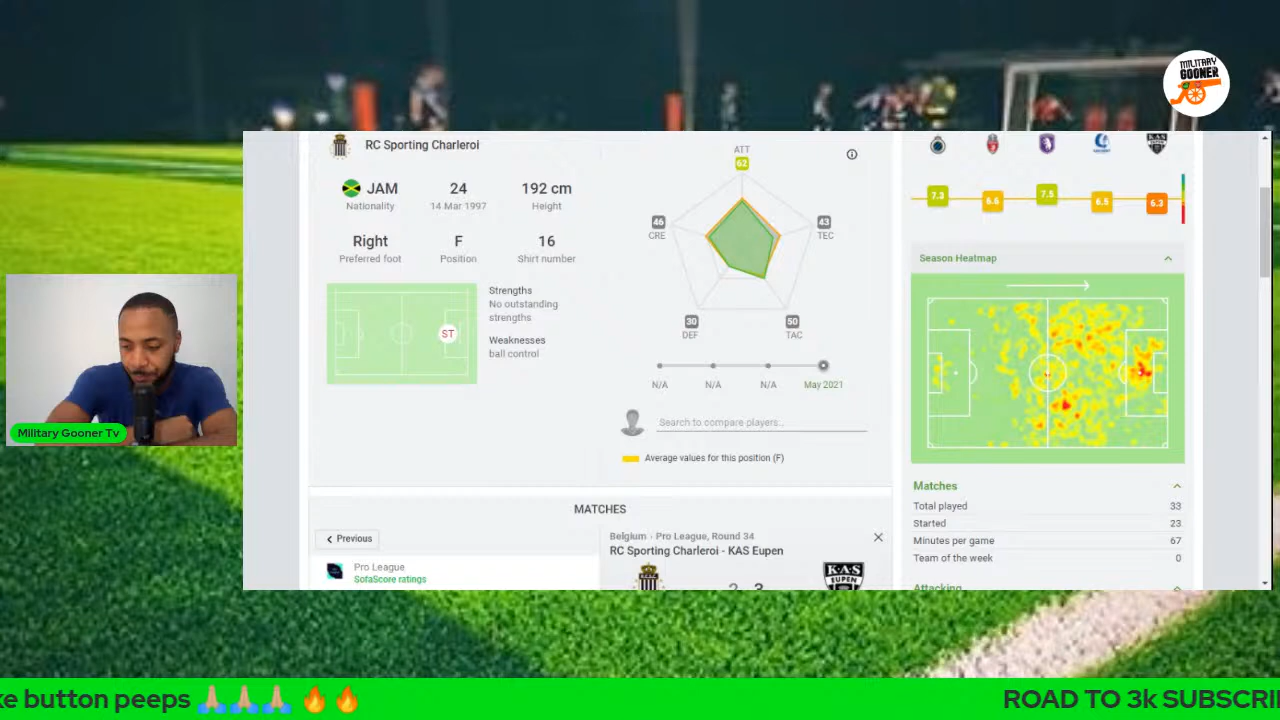 MILITARY
GOONER
RC Sporting Charleroi
JAM
Nationality
24
14 Mar 1997
192 cm
Height
Right
Preferred foot
F
Position
16
Shirt number
ST
Strengths
No outstanding
strengths
Weaknesses
ball control
ATT
62
46
CRE
43
TEC
30
DEF
50
TAC
N/A
N/A
N/A
May 2021
Search to compare players...
Average values for this position (F)
7.3
6.6
7.5
6.5
6.3
Season Heatmap
Matches
Total played 33
Started 23
Minutes per game 67
Team of the week 0
Attacking
MATCHES
Previous
Pro League
SofaScore ratings
Belgium · Pro League, Round 34
RC Sporting Charleroi - KAS Eupen
2 - 3
K.A.S
EUPEN
Military Gooner Tv
ke button peeps 🙏🏼🙏🏼🙏🏼 🔥🔥
ROAD TO 3k SUBSCRI